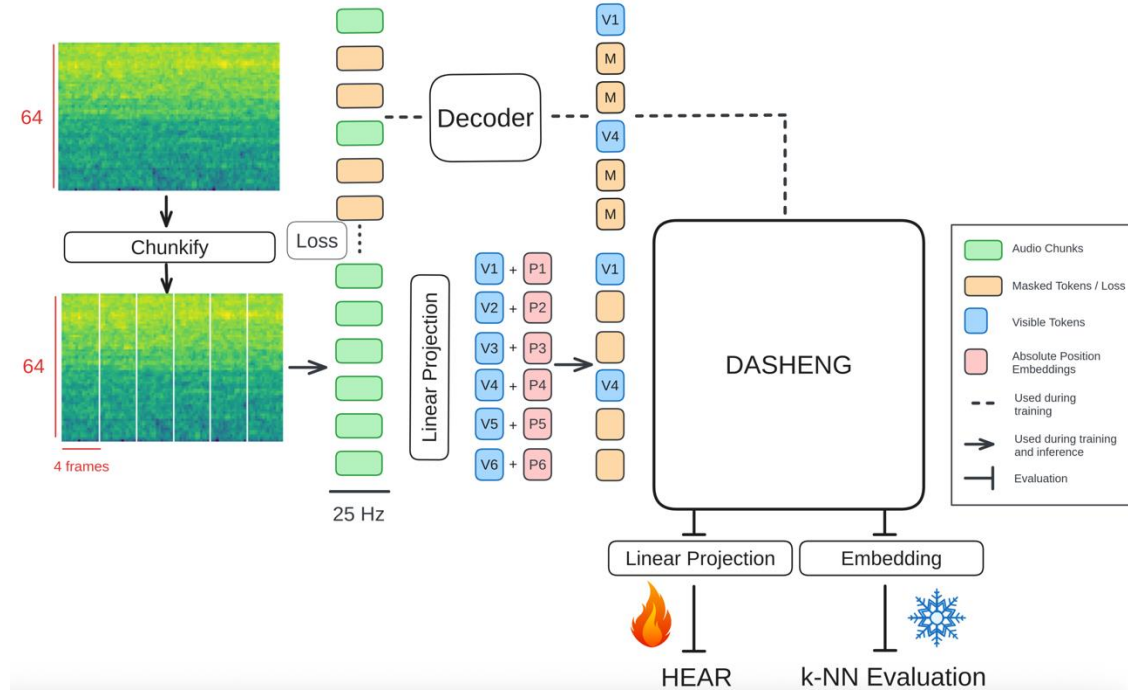 64
Chunkify
64
4 frames
25 Hz
Loss
Decoder
Linear Projection
V1 + P1
V2 + P2
V3 + P3
V4 + P4
V5 + P5
V6 + P6
V1
M
M
V4
M
M
V1
V4
DASHENG
Linear Projection
Embedding
HEAR
k-NN Evaluation
Audio Chunks
Masked Tokens / Loss
Visible Tokens
Absolute Position
Embeddings
Used during
training
Used during training
and inference
Evaluation